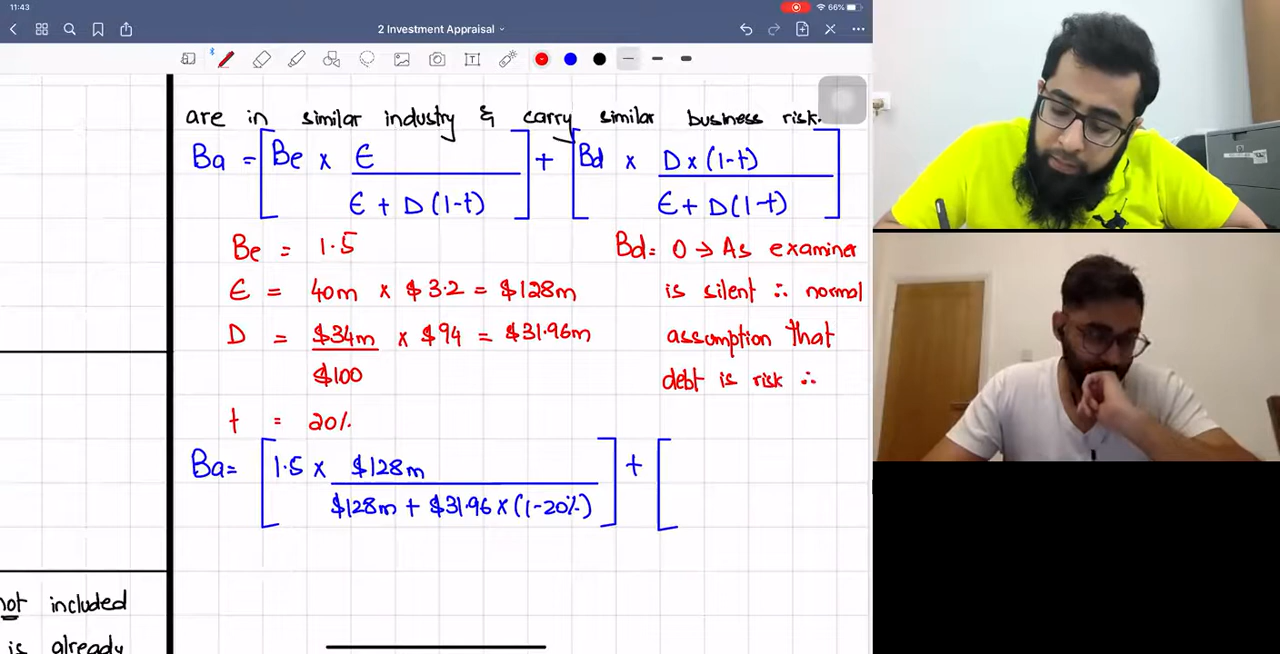 11:43
66%
2 Investment Appraisal
are in similar industry & carry similar business risk.
Ba = [Be x E / E + D (1-t)] + [Bd x D x (1-t) / E + D (1-t)]
Be = 1.5
Bd = 0 → As examiner
E = 40m x $3.2 = $128m
is silent ∴ normal
D = $34m / $100 x $94 = $31.96m
assumption that
debt is risk ∴
t = 20%
Ba = [1.5 x $128m / $128m + $31.96 x (1-20%)] + [
not included
is already